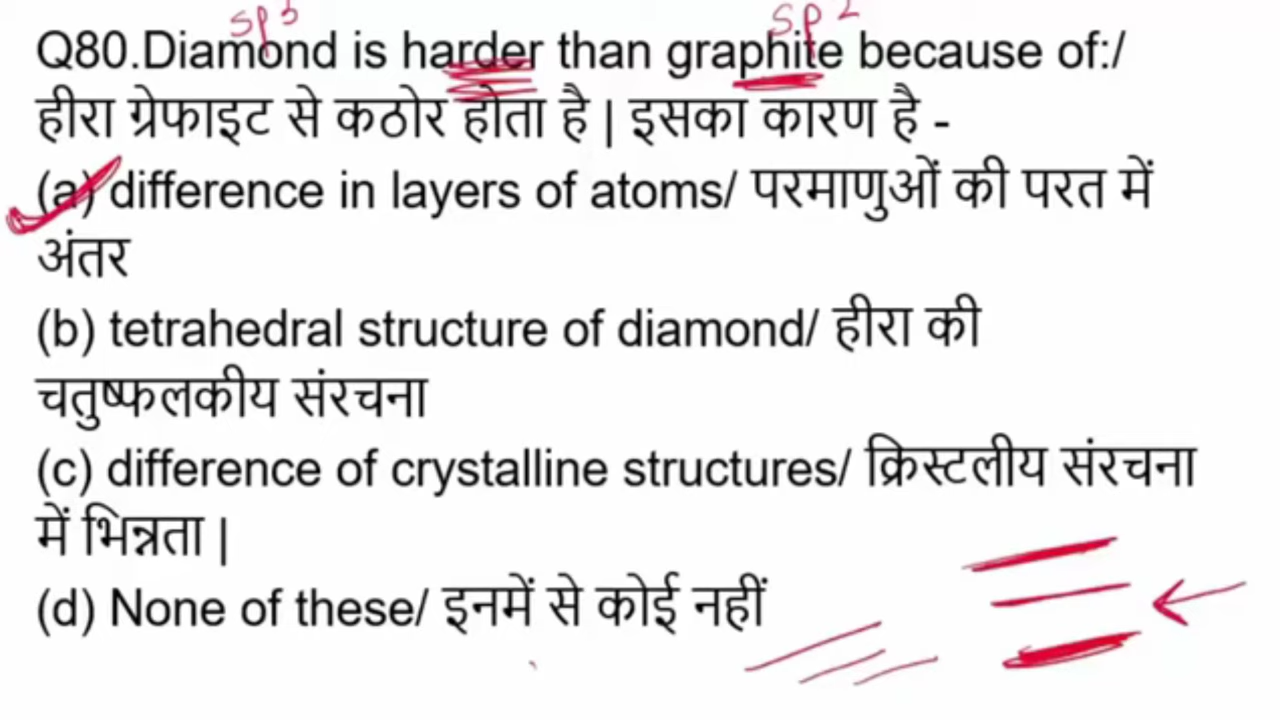 sp3 sp2
Q80.Diamond is harder than graphite because of:/
हीरा ग्रेफाइट से कठोर होता है | इसका कारण है -
(a) difference in layers of atoms/ परमाणुओं की परत में
अंतर
(b) tetrahedral structure of diamond/ हीरा की
चतुष्फलकीय संरचना
(c) difference of crystalline structures/ क्रिस्टलीय संरचना
में भिन्नता |
(d) None of these/ इनमें से कोई नहीं